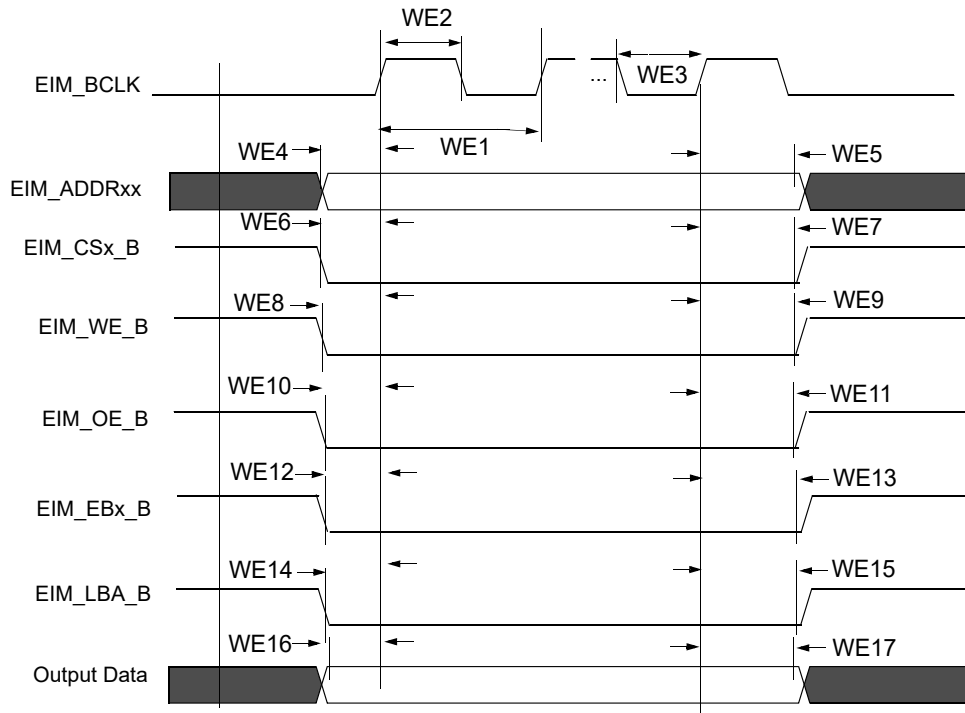 WE2
EIM_BCLK
...
WE3
WE4
WE1
WE5
EIM_ADDRxx
WE6
WE7
EIM_CSx_B
WE8
WE9
EIM_WE_B
WE10
WE11
EIM_OE_B
WE12
WE13
EIM_EBx_B
WE14
WE15
EIM_LBA_B
WE16
WE17
Output Data